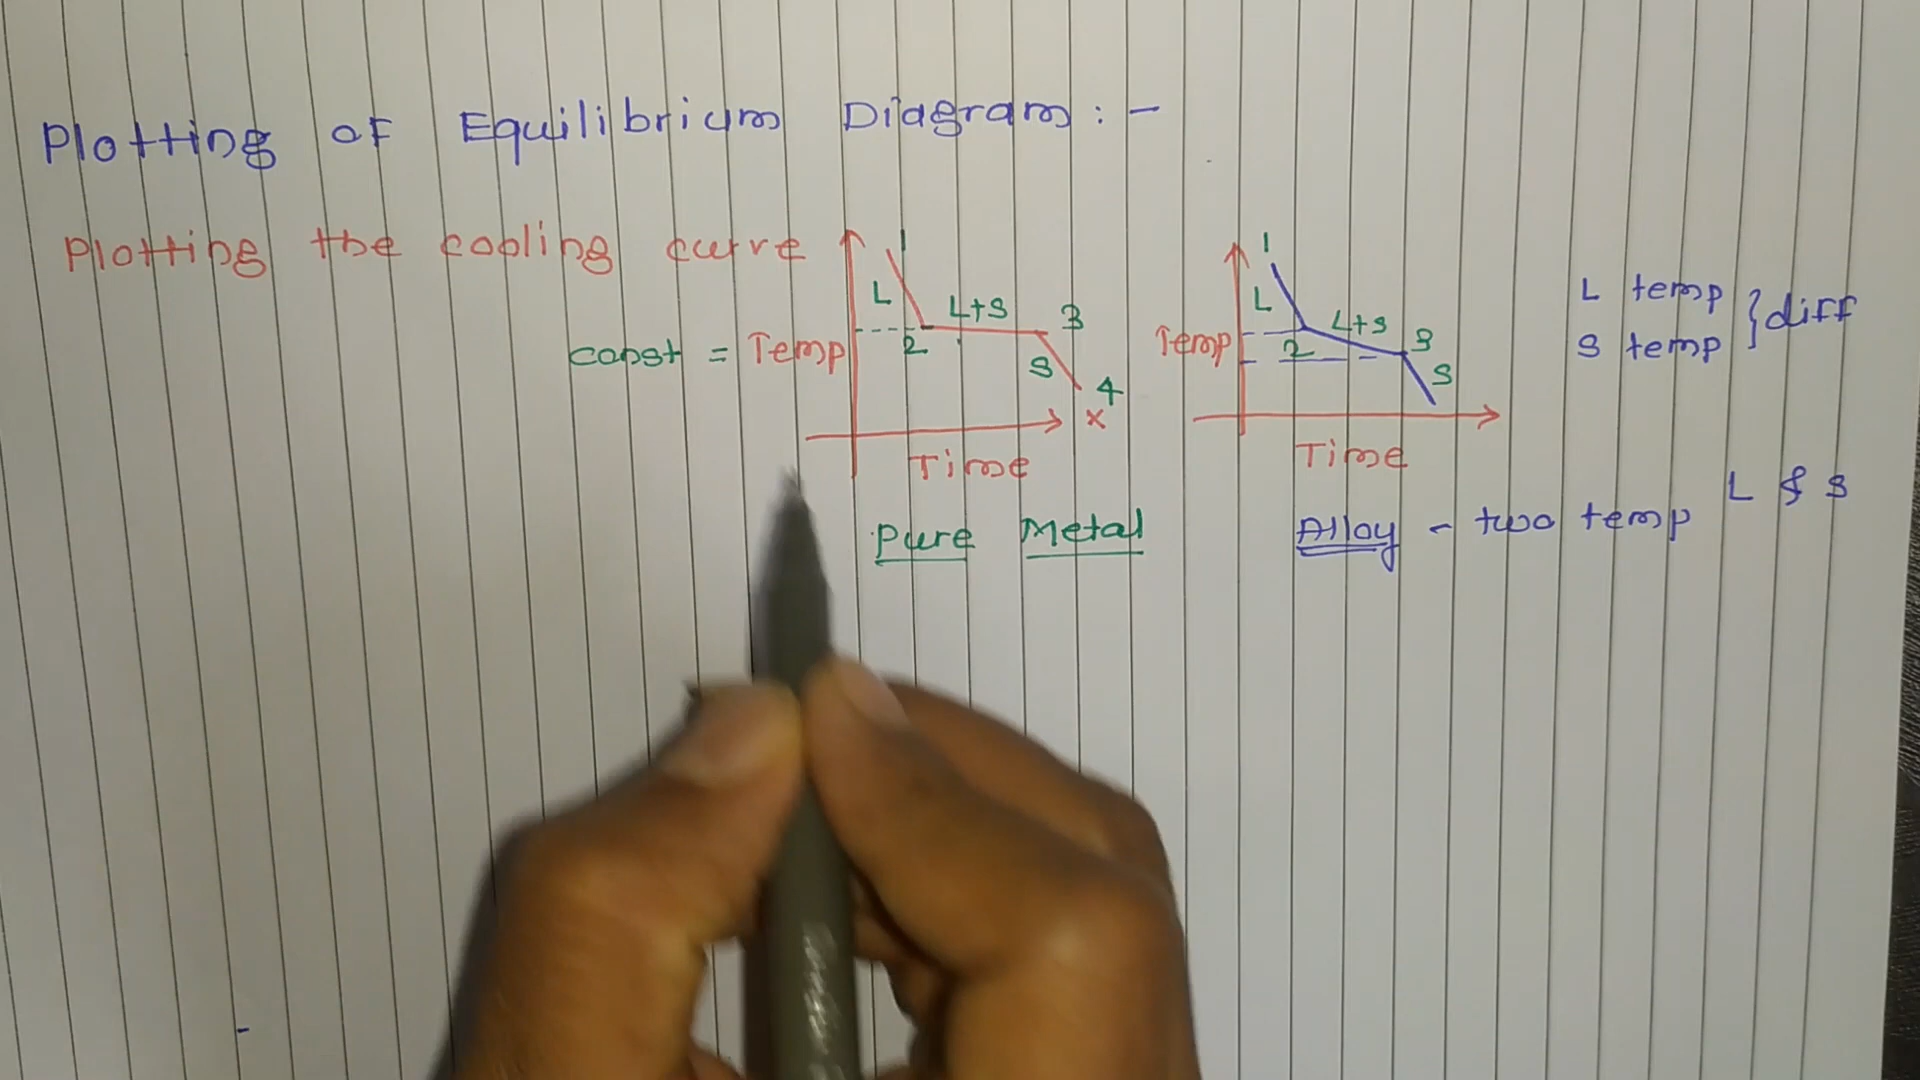 Plotting of Equilibrium Diagram : -
Plotting the cooling curve
1
L
L+S
3
2
S
4
const = Temp
x
Time
Pure Metal
1
L
L+S
3
2
S
Temp
Time
Alloy - two temp L & S
L temp
S temp } diff